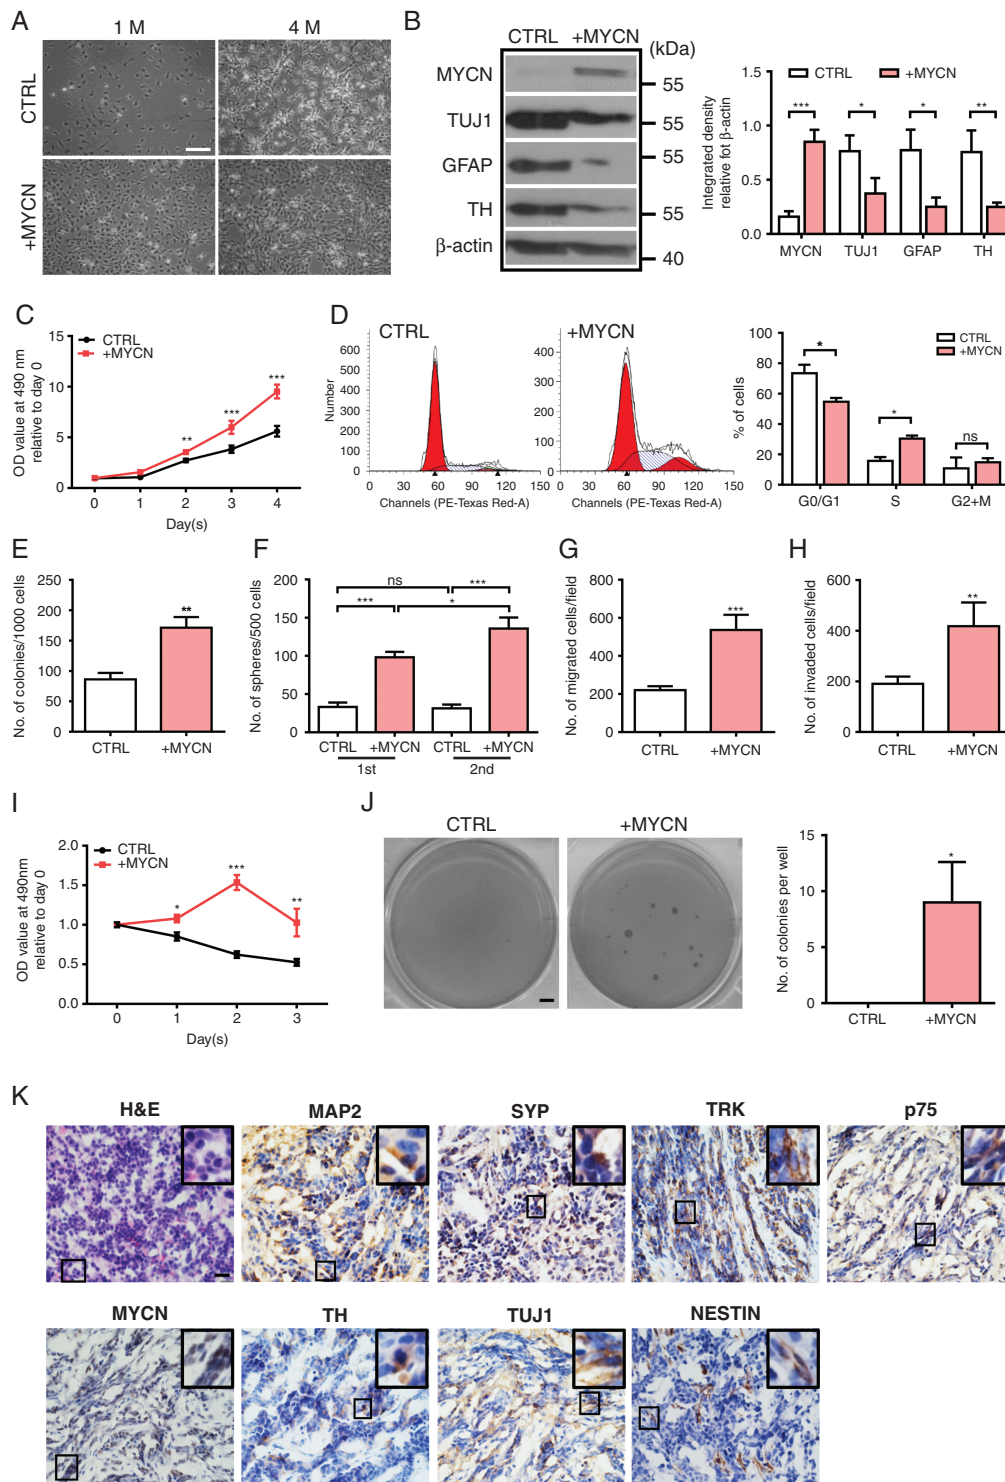 A
1 M 4 M
CTRL
+MYCN
B
CTRL +MYCN (kDa)
MYCN
55
TUJ1
55
GFAP
55
TH
55
β-actin
40
CTRL +MYCN
Integrated density
relative fot β-actin
1.5
1.0
0.5
0.0
*** * * **
MYCN TUJ1 GFAP TH
C
OD value at 490 nm
relative to day 0
15
10
5
0
CTRL
+MYCN
** *** ***
0 1 2 3 4
Day(s)
D
CTRL
Number
600
500
400
300
200
100
0
0 30 60 90 120 150
Channels (PE-Texas Red-A)
+MYCN
400
300
200
100
0
0 30 60 90 120 150
Channels (PE-Texas Red-A)
% of cells
100
80
60
40
20
0
CTRL
+MYCN
* * ns
G0/G1 S G2+M
E
No. of colonies/1000 cells
250
200
150
100
50
0
**
CTRL +MYCN
F
No. of spheres/500 cells
200
150
100
50
0
ns ***
*** *
CTRL +MYCN CTRL +MYCN
1st 2nd
G
No. of migrated cells/field
800
600
400
200
0
***
CTRL +MYCN
H
No. of invaded cells/field
600
400
200
0
**
CTRL +MYCN
I
OD value at 490nm
relative to day 0
2.0
1.5
1.0
0.5
0.0
CTRL
+MYCN
* *** **
0 1 2 3
Day(s)
J
CTRL +MYCN
No. of colonies per well
15
10
5
0
*
CTRL +MYCN
K
H&E MAP2 SYP TRK p75
MYCN TH TUJ1 NESTIN